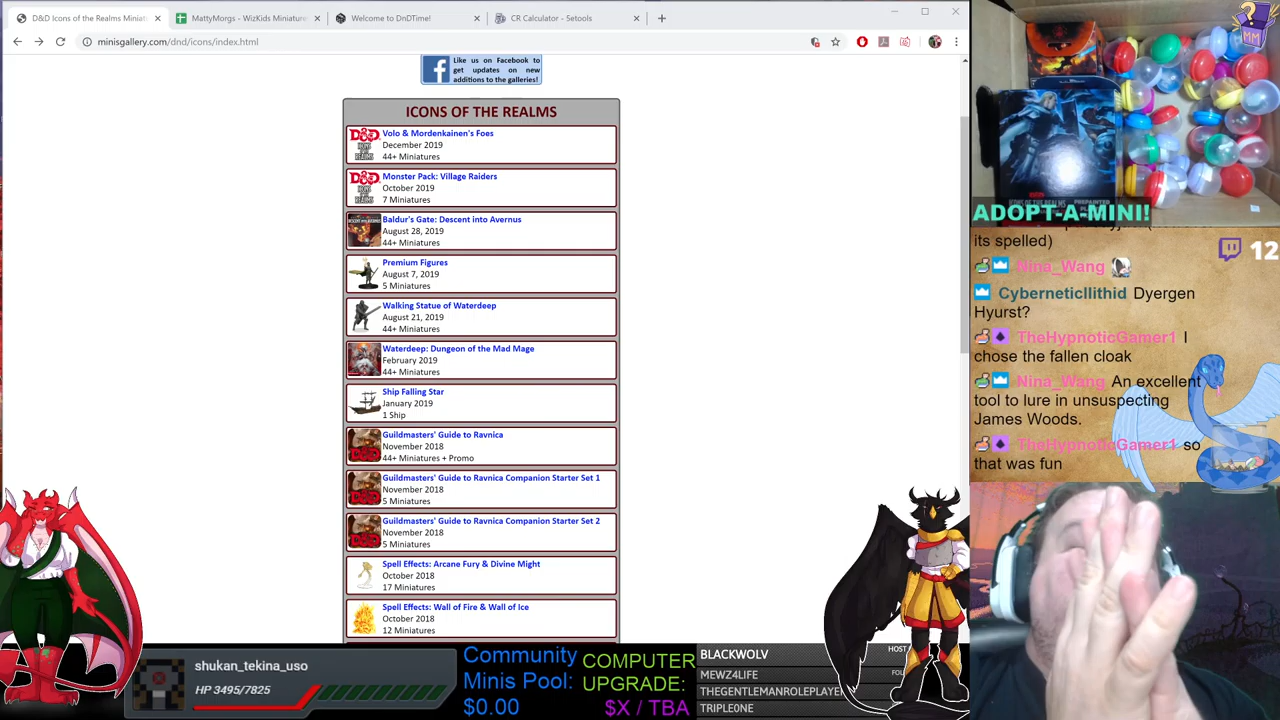 D&D Icons of the Realms Miniat
MattyMorgs - WizKids Miniature
Welcome to DnDTime!
CR Calculator - 5etools
minisgallery.com/dnd/icons/index.html
Like us on Facebook to
get updates on new
additions to the galleries!
ICONS OF THE REALMS
Volo & Mordenkainen's Foes
December 2019
44+ Miniatures
Monster Pack: Village Raiders
October 2019
7 Miniatures
Baldur's Gate: Descent into Avernus
August 28, 2019
44+ Miniatures
Premium Figures
August 7, 2019
5 Miniatures
Walking Statue of Waterdeep
August 21, 2019
44+ Miniatures
Waterdeep: Dungeon of the Mad Mage
February 2019
44+ Miniatures
Ship Falling Star
January 2019
1 Ship
Guildmasters' Guide to Ravnica
November 2018
44+ Miniatures + Promo
Guildmasters' Guide to Ravnica Companion Starter Set 1
November 2018
5 Miniatures
Guildmasters' Guide to Ravnica Companion Starter Set 2
November 2018
5 Miniatures
Spell Effects: Arcane Fury & Divine Might
October 2018
17 Miniatures
Spell Effects: Wall of Fire & Wall of Ice
October 2018
12 Miniatures
MM
ADOPT-A-MINI!
its spelled)
12
Nina_Wang
CyberneticIllithid Dyergen
Hyurst?
TheHypnoticGamer1 I
chose the fallen cloak
Nina_Wang An excellent
tool to lure in unsuspecting
James Woods.
TheHypnoticGamer1 so
that was fun
shukan_tekina_uso
HP 3495/7825
Community
Minis Pool:
$0.00
COMPUTER
UPGRADE:
$X / TBA
BLACKWOLV
HOST
MEWZ4LIFE
FOL
THEGENTLEMANROLEPLAYER
TRIPLE0NE